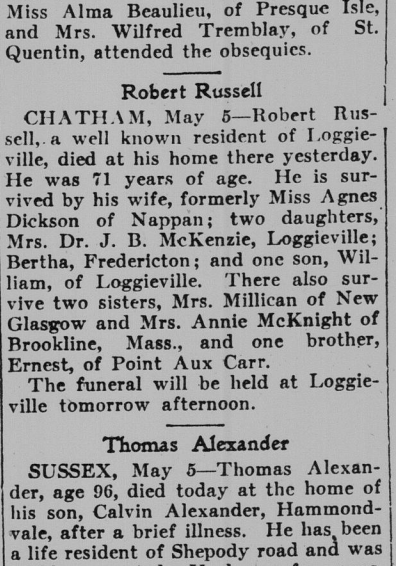 Miss Alma Beaulieu, of Presque Isle,
and Mrs. Wilfred Tremblay, of St.
Quentin, attended the obsequies.
Robert Russell
CHATHAM, May 5—Robert Rus-
sell, a well known resident of Loggie-
ville, died at his home there yesterday.
He was 71 years of age. He is sur-
vived by his wife, formerly Miss Agnes
Dickson of Nappan; two daughters,
Mrs. Dr. J. B. McKenzie, Loggieville;
Bertha, Fredericton; and one son, Wil-
liam, of Loggieville. There also sur-
vive two sisters, Mrs. Millican of New
Glasgow and Mrs. Annie McKnight of
Brookline, Mass., and one brother,
Ernest, of Point Aux Carr.
The funeral will be held at Loggie-
ville tomorrow afternoon.
Thomas Alexander
SUSSEX, May 5—Thomas Alexan-
der, age 96, died today at the home of
his son, Calvin Alexander, Hammond-
vale, after a brief illness. He has been
a life resident of Shepody road and was